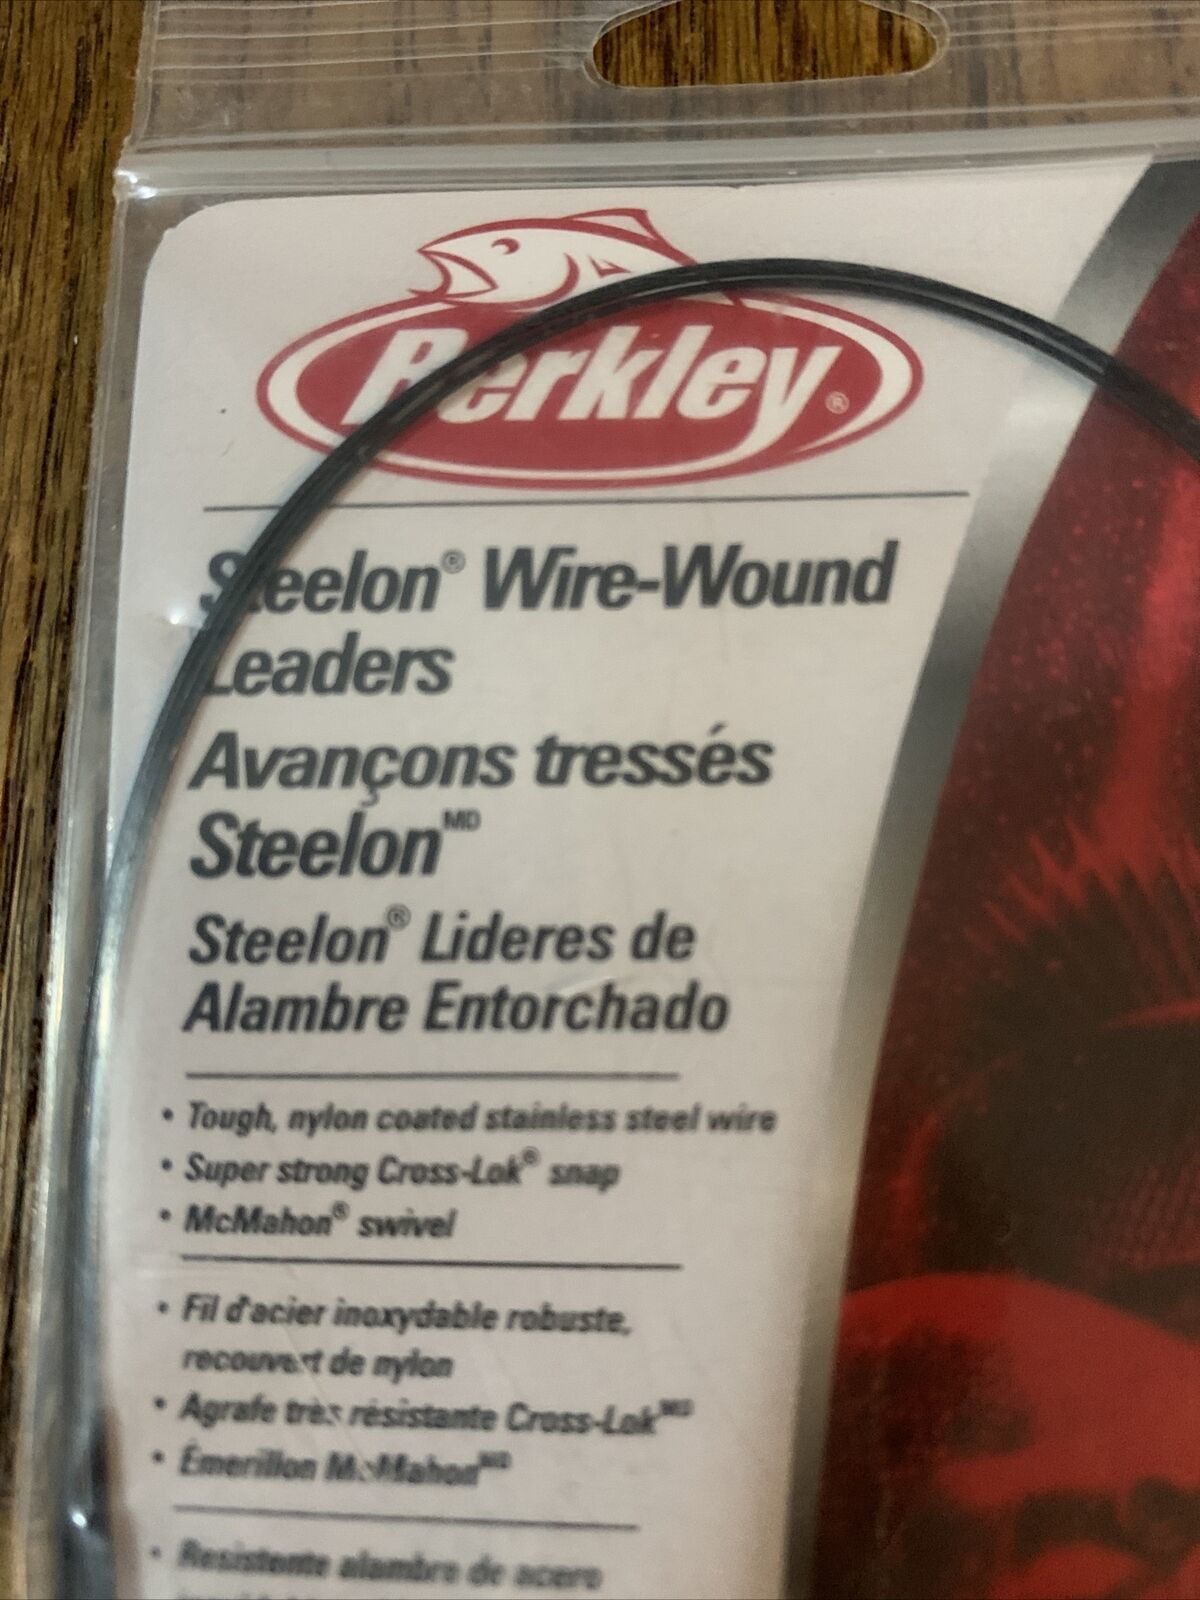 Berkley®
Steelon® Wire-Wound
Leaders
Avançons tressés
Steelon MD
Steelon® Lideres de
Alambre Entorchado
• Tough, nylon coated stainless steel wire
• Super strong Cross-Lok® snap
• McMahon® swivel
• Fil d'acier inoxydable robuste,
recouvert de nylon
• Agrafe très résistante Cross-Lok MD
• Émerillon McMahon MD
• Resistente alambre de acero